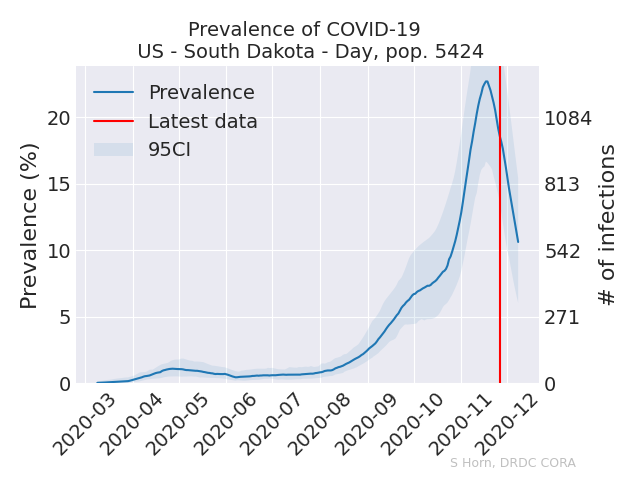 Prevalence of COVID-19
US - South Dakota - Day, pop. 5424
Prevalence
Latest data
95CI
Prevalence (%)
20
15
10
5
0
1084
813
542
271
0
# of infections
2020-03
2020-04
2020-05
2020-06
2020-07
2020-08
2020-09
2020-10
2020-11
2020-12
S Horn, DRDC CORA